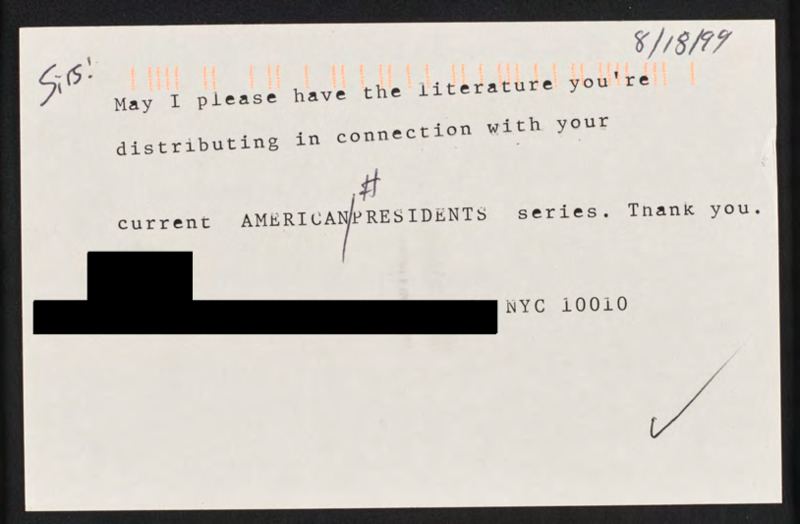 8/18/99
Sirs!
May I please have the literature you're
distributing in connection with your
#
current AMERICAN/PRESIDENTS series. Thank you.
NYC 10010